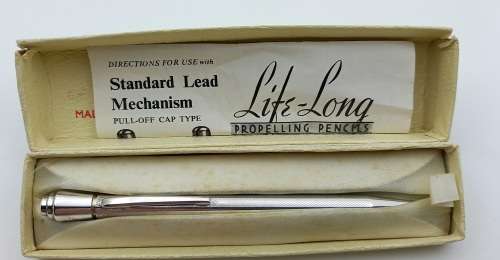 DIRECTIONS FOR USE with
Standard Lead
Mechanism
PULL-OFF CAP TYPE
Life-Long
PROPELLING PENCILS